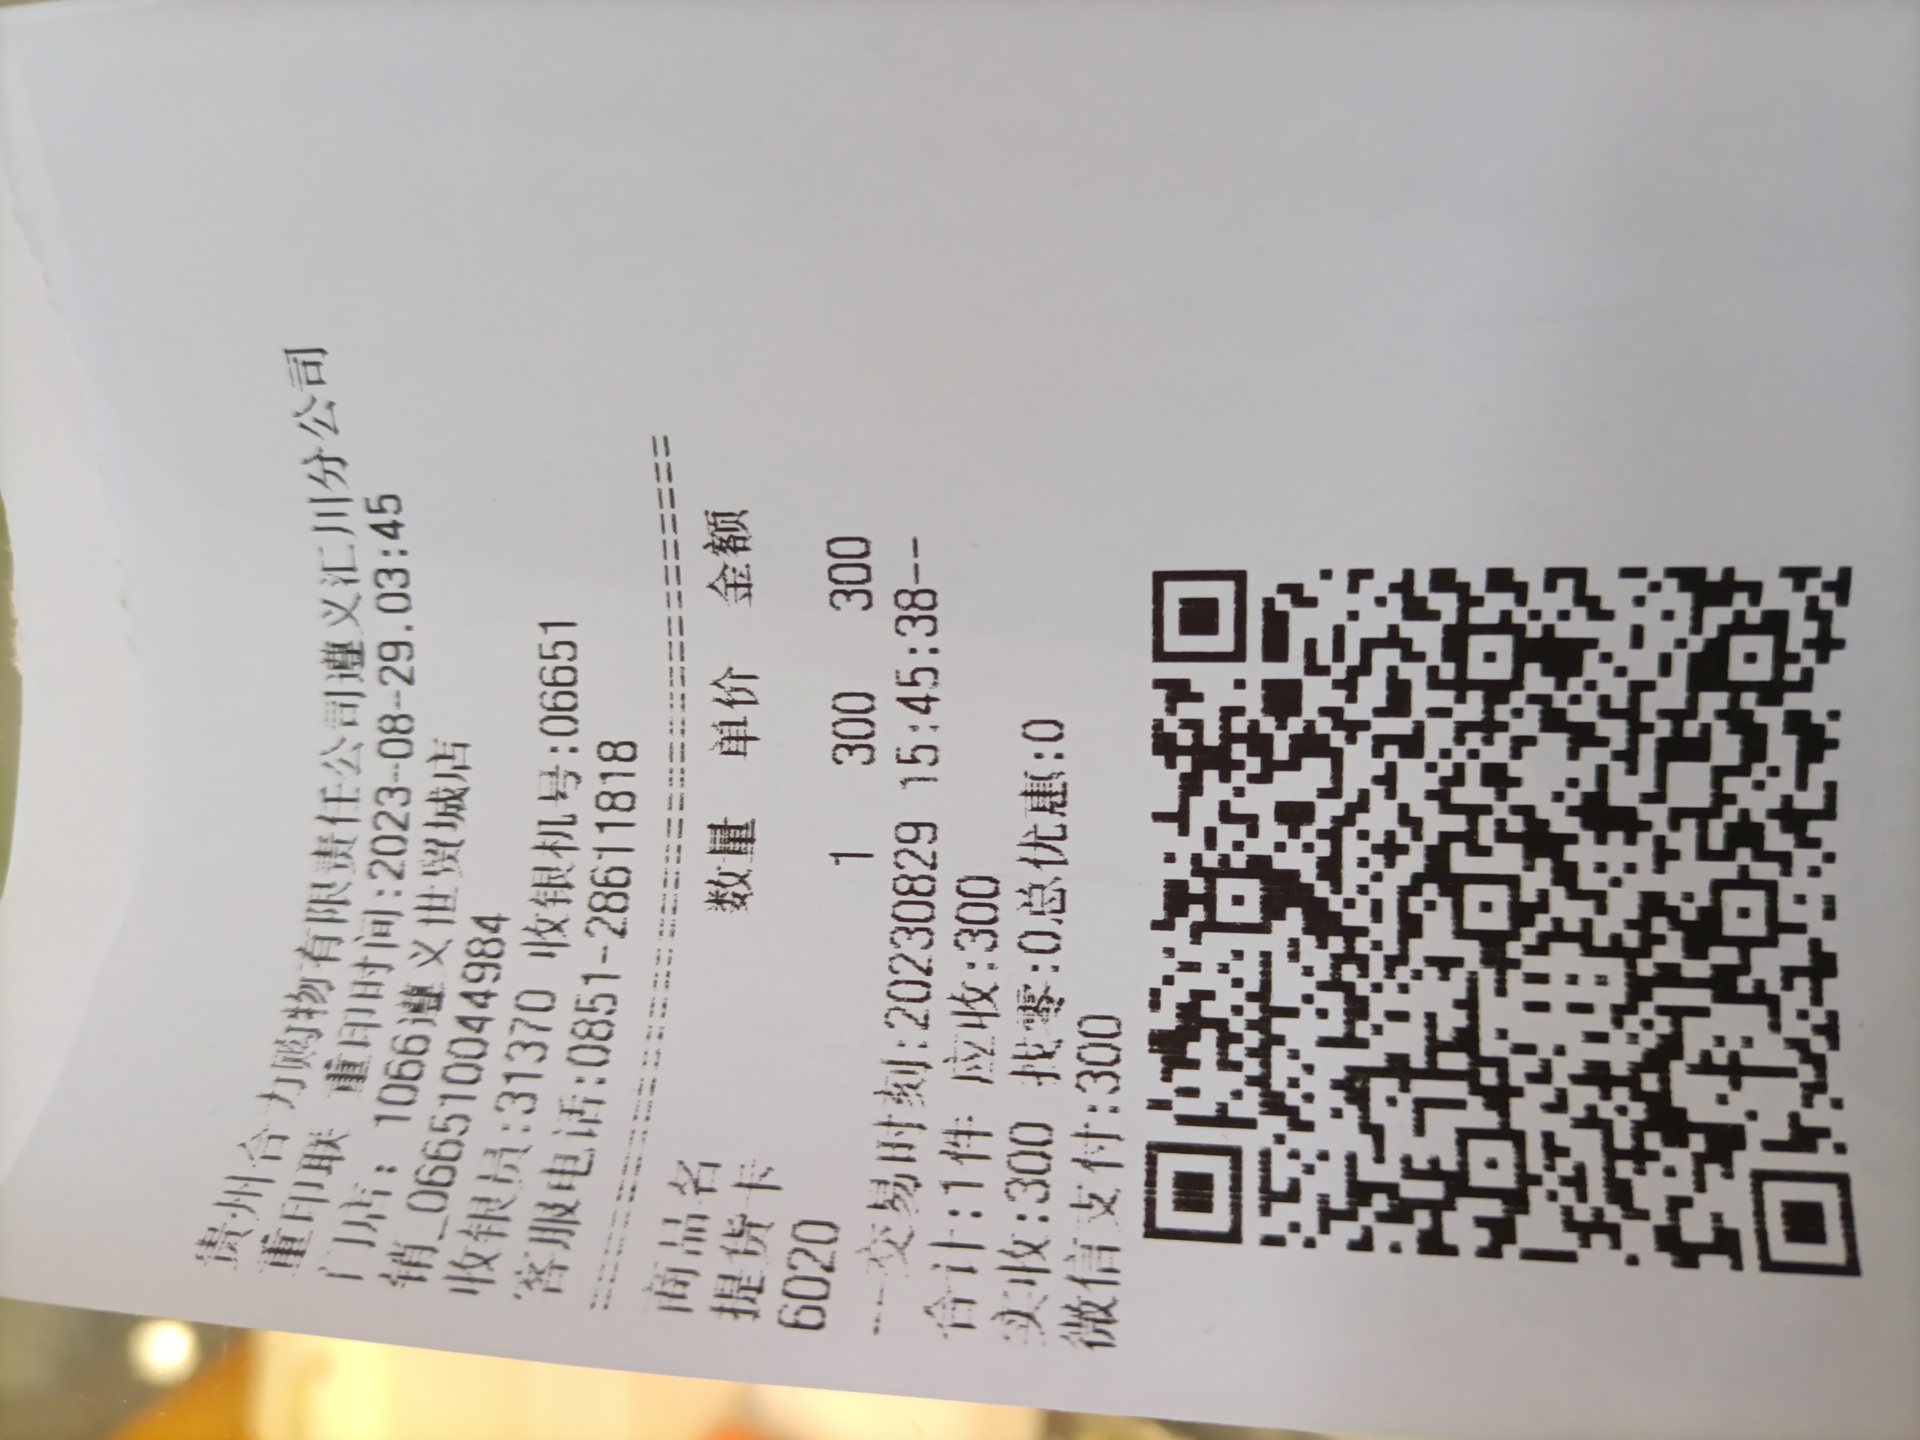 贵州合力购物有限责任公司遵义汇川分公司
重印联 重印时间:2023-08-29.03:45
门店: 1066遵义世贸城店
销_066510044984
收银员:31370 收银机号:06651
客服电话:0851-28611818
==============================
商品名 数量 单价 金额
提货卡
6020 1 300 300
---交易时刻:20230829 15:45:38--
合计:1件 应收:300
实收:300 找零:0总优惠:0
微信支付:300